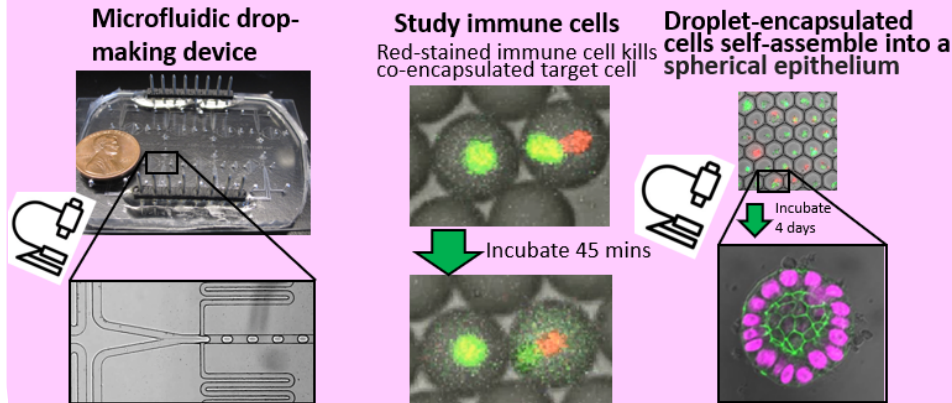 Microfluidic drop-
making device
Study immune cells
Red-stained immune cell kills
co-encapsulated target cell
Incubate 45 mins
Droplet-encapsulated
cells self-assemble into a
spherical epithelium
Incubate
4 days